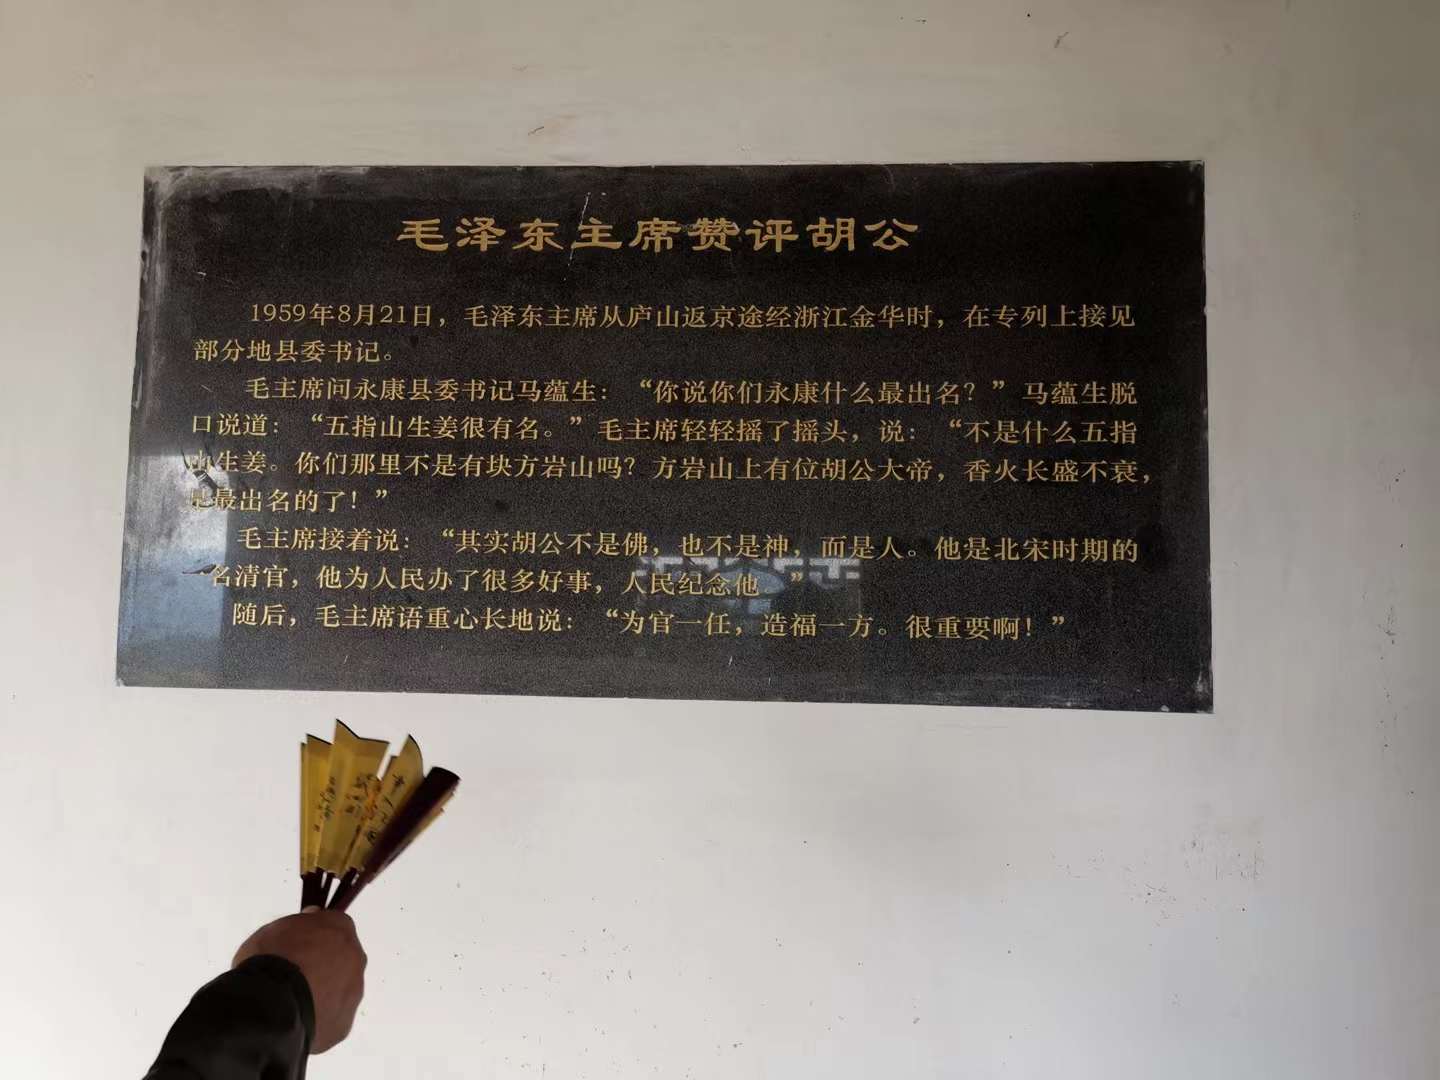 毛泽东主席赞评胡公
1959年8月21日，毛泽东主席从庐山返京途经浙江金华时，在专列上接见
部分地县委书记。
毛主席问永康县委书记马蕴生：“你说你们永康什么最出名？”马蕴生脱
口说道：“五指山生姜很有名。”毛主席轻轻摇了摇头，说：“不是什么五指
山生姜。你们那里不是有块方岩山吗？方岩山上有位胡公大帝，香火长盛不衰，
是最出名的了！”
毛主席接着说：“其实胡公不是佛，也不是神，而是人。他是北宋时期的
一名清官，他为人民办了很多好事，人民纪念他。”
随后，毛主席语重心长地说：“为官一任，造福一方。很重要啊！”